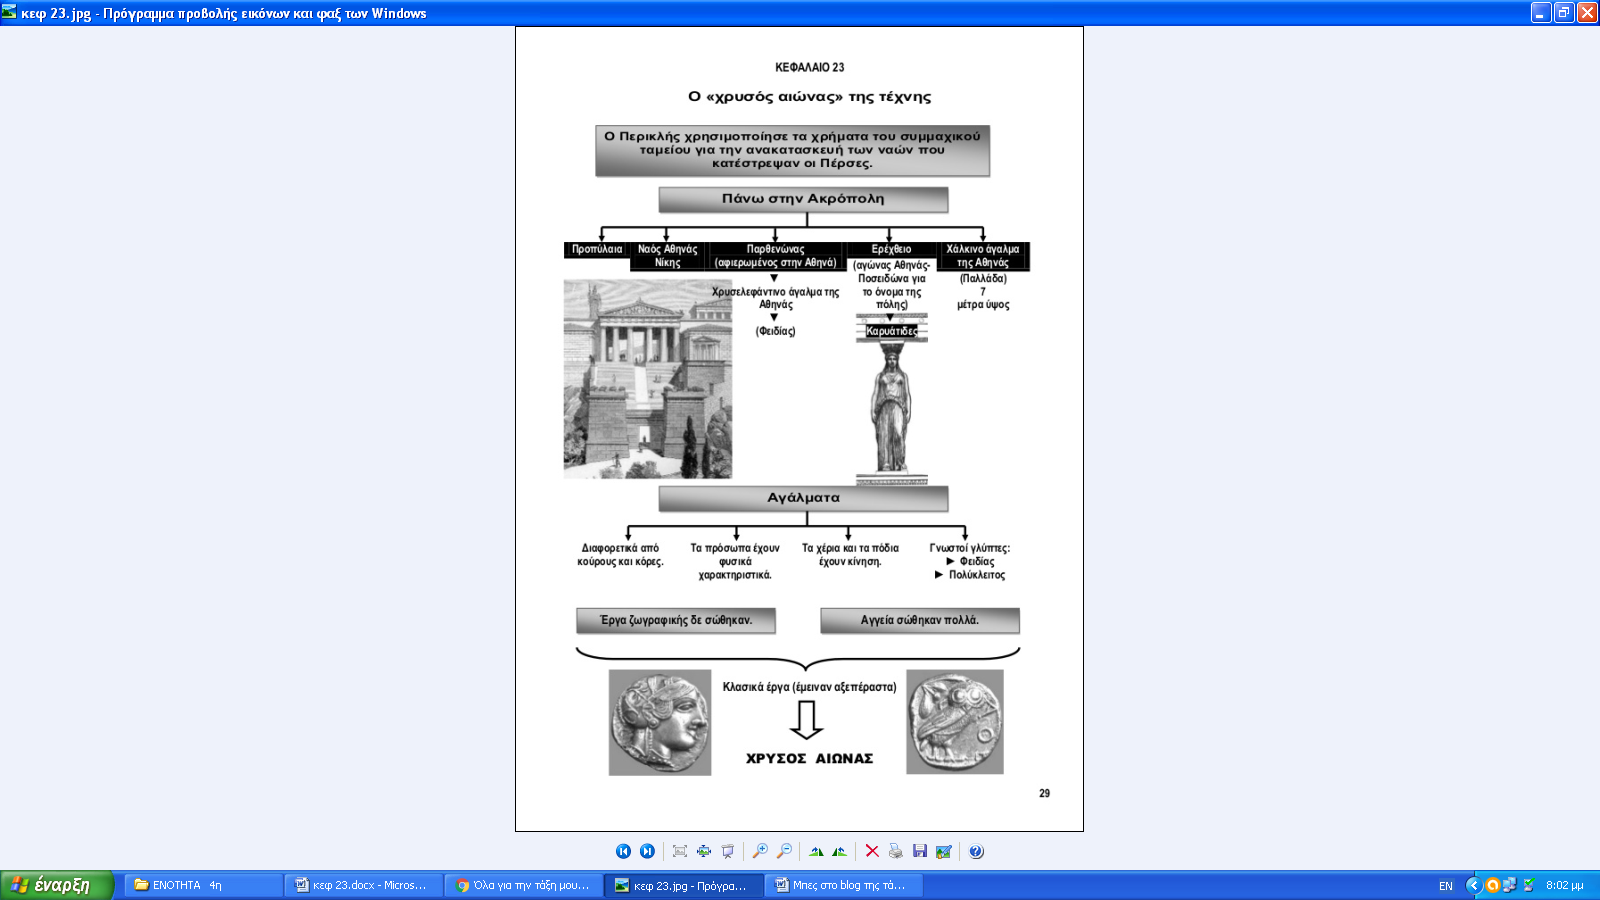 κεφ 23.jpg - Πρόγραμμα προβολής εικόνων και φαξ των Windows
ΚΕΦΑΛΑΙΟ 23
Ο «χρυσός αιώνας» της τέχνης
Ο Περικλής χρησιμοποίησε τα χρήματα του συμμαχικού
ταμείου για την ανακατασκευή των ναών που
κατέστρεψαν οι Πέρσες.
Πάνω στην Ακρόπολη
Προπύλαια
Ναός Αθηνάς
Νίκης
Παρθενώνας
(αφιερωμένος στην Αθηνά)
Χρυσελεφάντινο άγαλμα της
Αθηνάς
(Φειδίας)
Ερέχθειο
(αγώνας Αθηνάς-
Ποσειδώνα για
το όνομα της
πόλης)
Καρυάτιδες
Χάλκινο άγαλμα
της Αθηνάς
(Παλλάδα)
7
μέτρα ύψος
Αγάλματα
Διαφορετικά από
κούρους και κόρες.
Τα πρόσωπα έχουν
φυσικά
χαρακτηριστικά.
Τα χέρια και τα πόδια
έχουν κίνηση.
Γνωστοί γλύπτες:
► Φειδίας
► Πολύκλειτος
Έργα ζωγραφικής δε σώθηκαν.
Αγγεία σώθηκαν πολλά.
Κλασικά έργα (έμειναν αξεπέραστα)
ΧΡΥΣΟΣ ΑΙΩΝΑΣ
29
έναρξη
ΕΝΟΤΗΤΑ 4η
κεφ 23.docx - Micros...
Όλα για την τάξη μου...
κεφ 23.jpg - Πρόγρα...
Μπες στο blog της τά...
EN
8:02 μμ